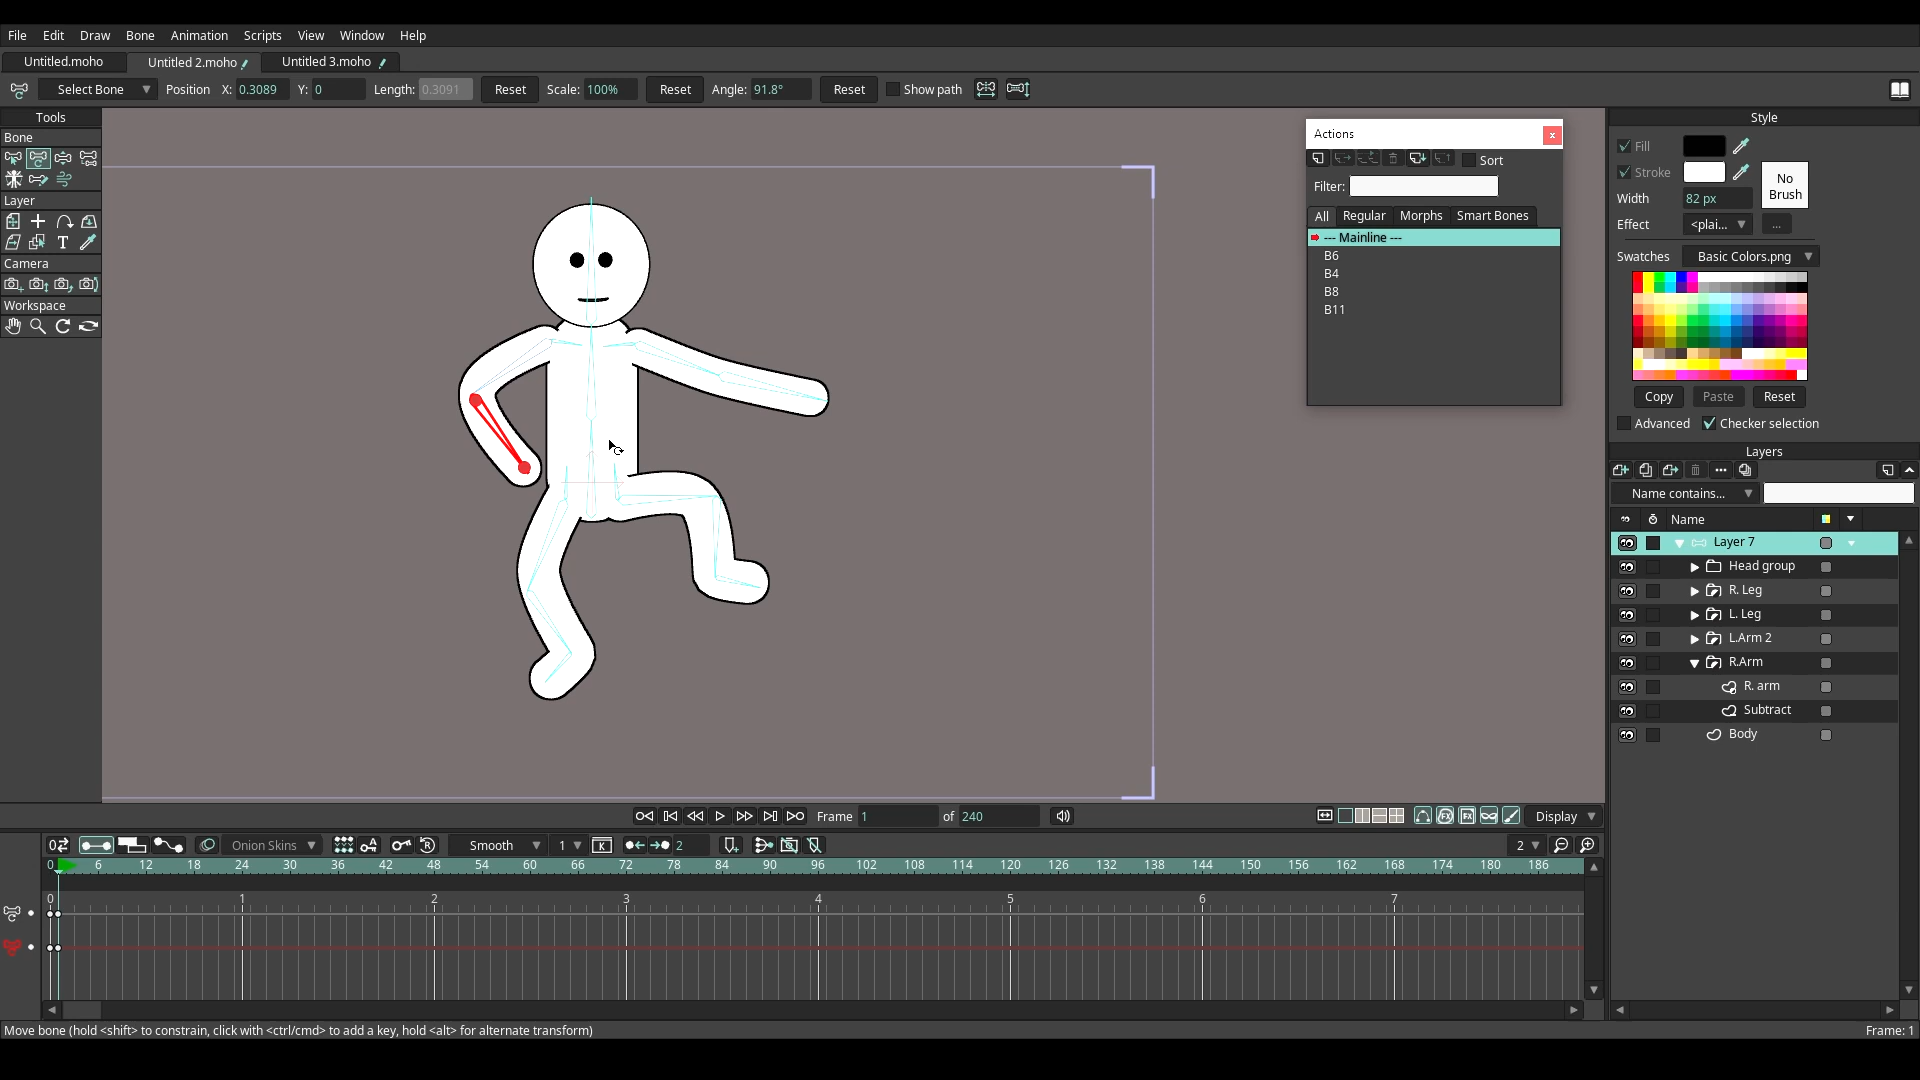 File Edit Draw Bone Animation Scripts View Window Help
Untitled.moho Untitled 2.moho Untitled 3.moho
Select Bone Position X: 0.3089 Y: 0 Length: 0.3091 Reset Scale: 100% Reset Angle: 91.8° Reset Show path
Tools
Bone
Layer
T
Camera
Workspace
Actions
x
Sort
Filter:
All Regular Morphs Smart Bones
--- Mainline ---
B6
B4
B8
B11
Style
Fill
Stroke
No
Brush
Width 82 px
Effect <plai... ...
Swatches Basic Colors.png
Copy Paste Reset
Advanced Checker selection
Layers
Name contains...
Name
Layer 7
Head group
R. Leg
L. Leg
L.Arm 2
R.Arm
R. arm
Subtract
Body
Frame 1 of 240 Display
Onion Skins Smooth 1 K 2 2
0 6 12 18 24 30 36 42 48 54 60 66 72 78 84 90 96 102 108 114 120 126 132 138 144 150 156 162 168 174 180 186
0 1 2 3 4 5 6 7
Move bone (hold <shift> to constrain, click with <ctrl/cmd> to add a key, hold <alt> for alternate transform) Frame: 1